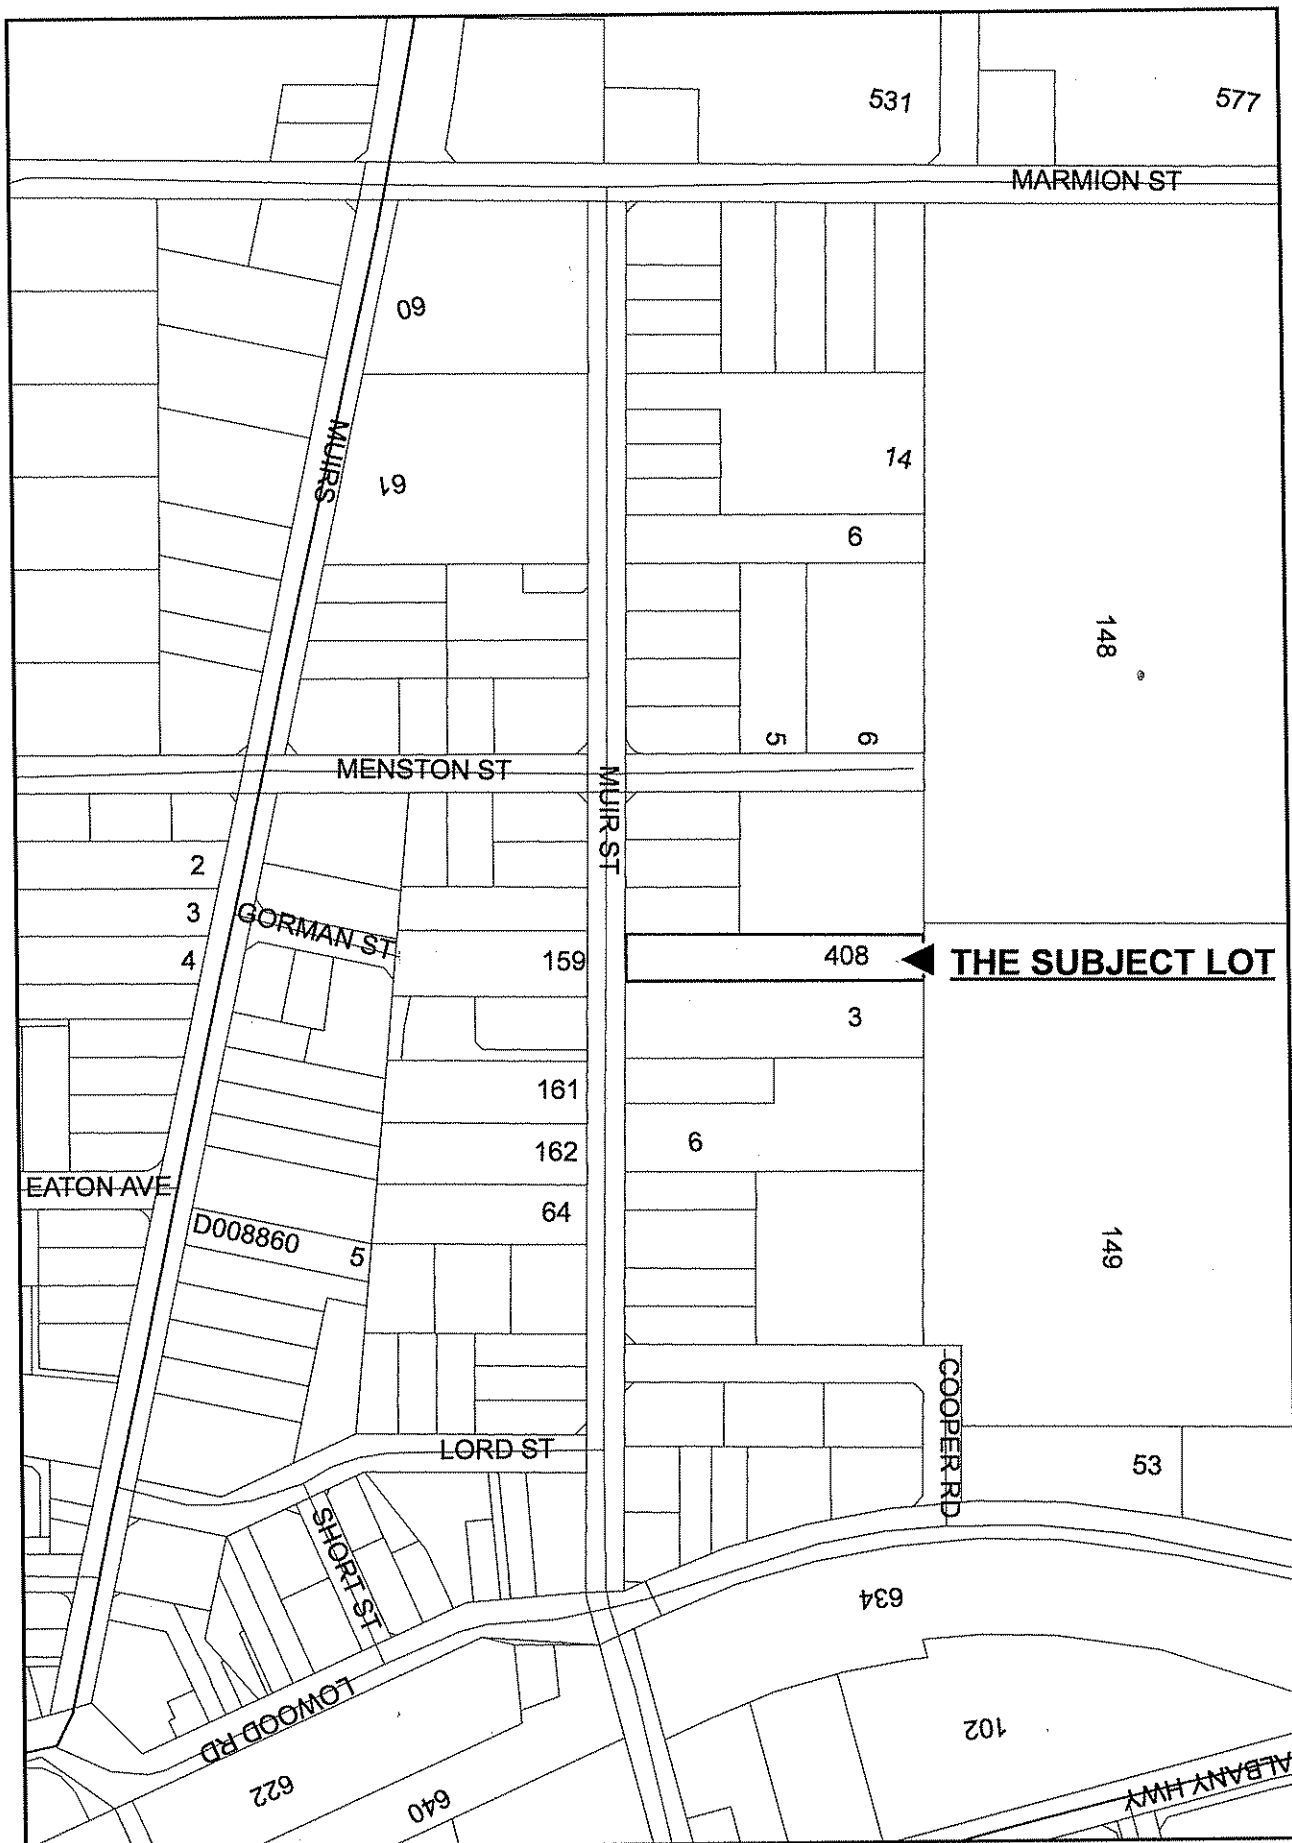 531
577
MARMION ST
60
MUIRS
61
14
6
148
5
6
MENSTON ST
MUIR ST
2
3
GORMAN ST
4
159
408
THE SUBJECT LOT
3
161
162
6
EATON AVE
64
D008860
5
149
COOPER RD
LORD ST
53
SHORT ST
634
LOWOOD RD
102
622
640
ALBANY HWY